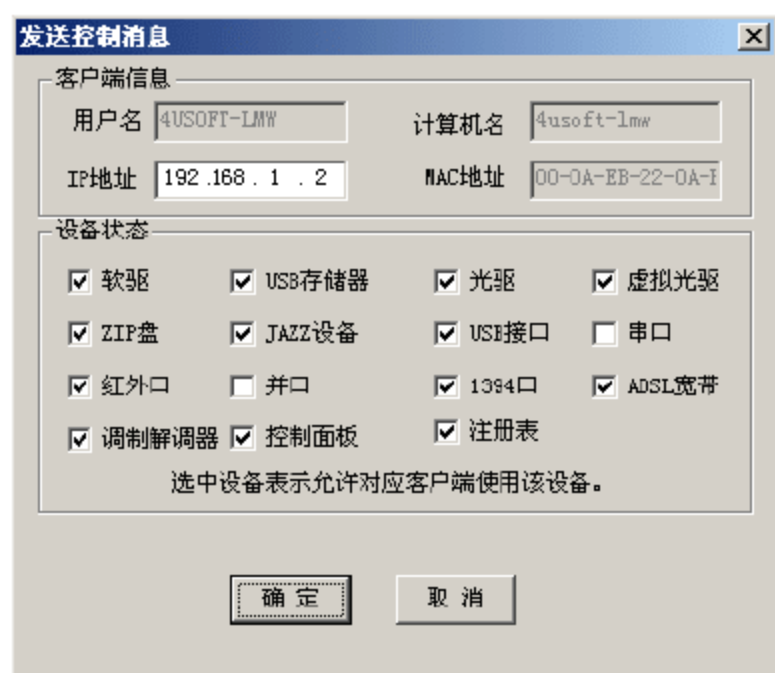 发送控制消息
客户端信息
用户名 4USOFT-LMW 计算机名 4usoft-lmw
IP地址 192 .168 . 1 . 2 MAC地址 00-0A-EB-22-0A-
设备状态
软驱 USB存储器 光驱 虚拟光驱
ZIP盘 JAZZ设备 USB接口 串口
红外口 并口 1394口 ADSL宽带
调制解调器 控制面板 注册表
选中设备表示允许对应客户端使用该设备。
确 定 取 消